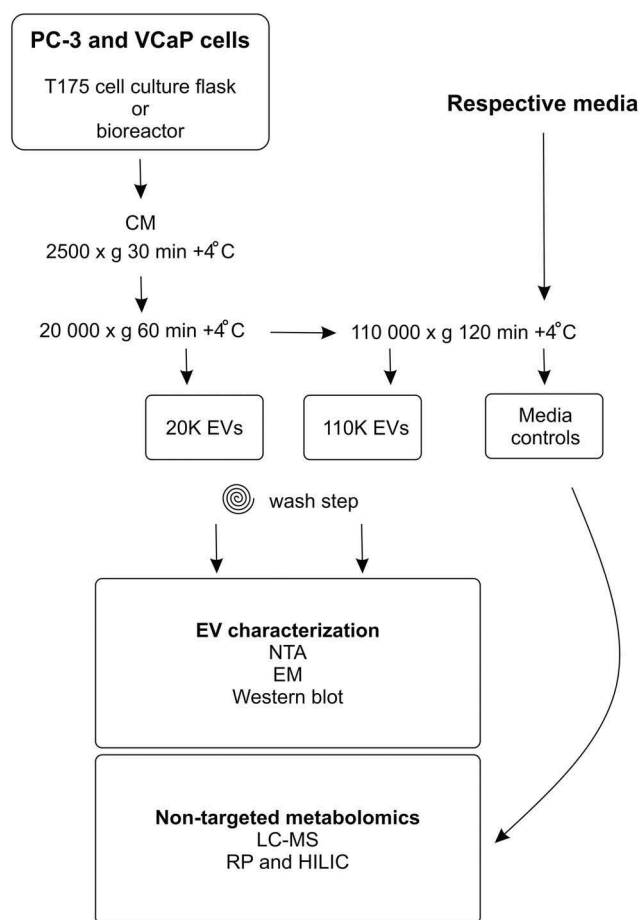 PC-3 and VCaP cells
T175 cell culture flask
or
bioreactor
Respective media
CM
2500 x g 30 min +4°C
20 000 x g 60 min +4°C
110 000 x g 120 min +4°C
20K EVs
110K EVs
Media
controls
wash step
EV characterization
NTA
EM
Western blot
Non-targeted metabolomics
LC-MS
RP and HILIC